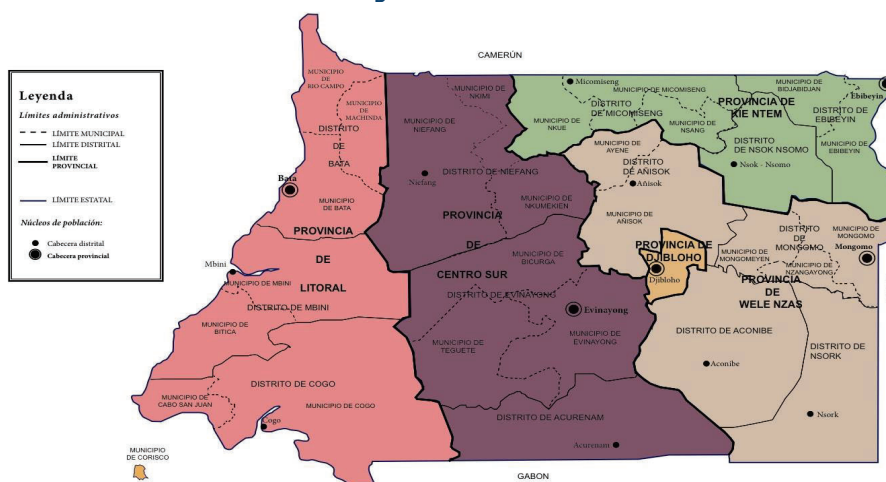 CAMERÚN
Leyenda
Límites administrativos
LÍMITE MUNICIPAL
LÍMITE DISTRITAL
LÍMITE
PROVINCIAL
LÍMITE ESTATAL
Núcleos de población:
Cabecera distrital
Cabecera provincial
MUNICIPIO
DE
RIO CAMPO
MUNICIPIO
DE
MACHINDA
DISTRITO
DE
BATA
Bata
MUNICIPIO
DE BATA
PROVINCIA
DE
LITORAL
Mbini
MUNICIPIO DE MBINI
DISTRITO DE MBINI
MUNICIPIO DE
BITICA
DISTRITO DE COGO
MUNICIPIO DE
CABO SAN JUAN
MUNICIPIO DE COGO
Cogo
MUNICIPIO
DE CORISCO
MUNICIPIO
DE
NKIMI
MUNICIPIO DE
NIEFANG
DISTRITO DE NIEFANG
Niefang
MUNICIPIO DE
NKUMEKIEN
PROVINCIA
DE
CENTRO SUR
MUNICIPIO DE
BICURGA
DISTRITO DE EVINAYONG
Evinayong
MUNICIPIO DE
TEGUETE
MUNICIPIO DE
EVINAYONG
DISTRITO DE ACURENAM
Acurenam
GABON
Micomiseng
MUNICIPIO DE MICOMISENG
DISTRITO
DE MICOMISENG
MUNICIPIO DE
NKUE
MUNICIPIO
DE
NSANG
PROVINCIA DE
KIE NTEM
MUNICIPIO DE
BIDJABIDJAN
Ebibeyin
DISTRITO DE
EBIBEYIN
MUNICIPIO DE
EBIBEYIN
DISTRITO
DE NSOK NSOMO
Nsok - Nsomo
MUNICIPIO DE
AYENE
DISTRITO
DE AÑISOK
Añisok
MUNICIPIO DE
AÑISOK
PROVINCIA DE
DJIBLOHO
Djibloho
MUNICIPIO DE
MONGOMEYEN
DISTRITO
DE
MONGOMO
MUNICIPIO DE
MONGOMO
Mongomo
MUNICIPIO DE
NZANGAYONG
PROVINCIA
DE
WELE NZAS
DISTRITO DE ACONIBE
Aconibe
DISTRITO DE
NSORK
Nsork